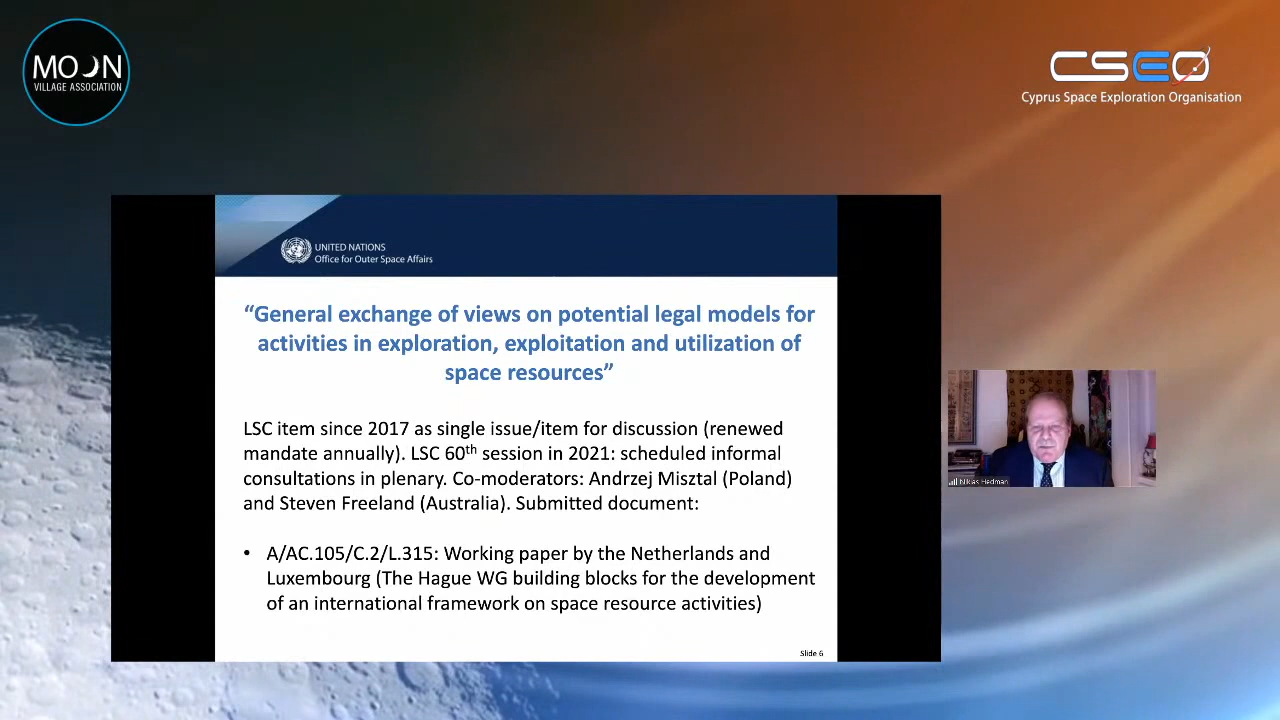 MOON
VILLAGE ASSOCIATION
CSEO
Cyprus Space Exploration Organisation
UNITED NATIONS
Office for Outer Space Affairs
“General exchange of views on potential legal models for
activities in exploration, exploitation and utilization of
space resources”
LSC item since 2017 as single issue/item for discussion (renewed
mandate annually). LSC 60th session in 2021: scheduled informal
consultations in plenary. Co-moderators: Andrzej Misztal (Poland)
and Steven Freeland (Australia). Submitted document:
• A/AC.105/C.2/L.315: Working paper by the Netherlands and
Luxembourg (The Hague WG building blocks for the development
of an international framework on space resource activities)
Slide 6
Niklas Hedman